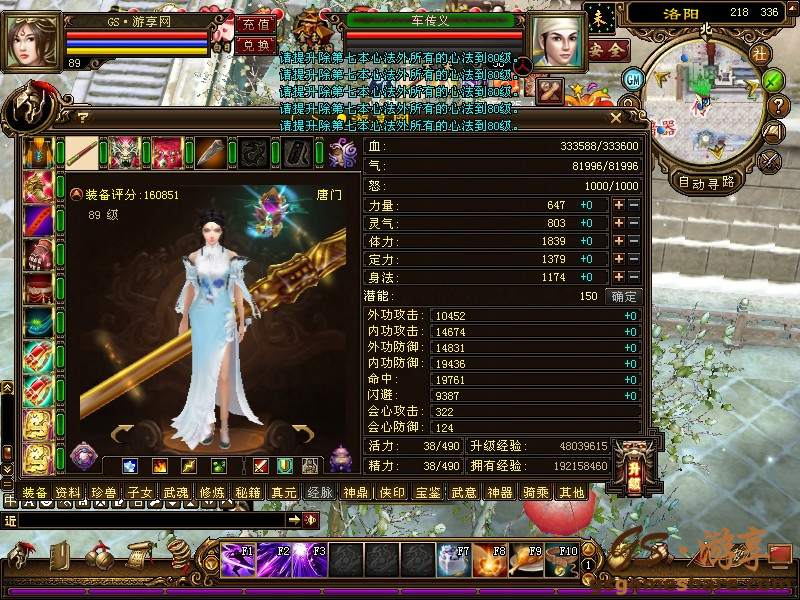 GS·游享网
89
充值
兑换
车传义
安全
洛阳 218 336
北
社
GM
自动寻路
请提升除第七本心法外所有的心法到80级。
请提升除第七本心法外所有的心法到80级。
请提升除第七本心法外所有的心法到80级。
请提升除第七本心法外所有的心法到80级。
请提升除第七本心法外所有的心法到80级。
装备评分:160851
唐门
89 级
血: 333588/333600
气: 81996/81996
怒: 1000/1000
力量: 647 +0
灵气: 803 +0
体力: 1839 +0
定力: 1379 +0
身法: 1174 +0
潜能: 150 确定
外功攻击: 10452 +0
内功攻击: 14674 +0
外功防御: 14831 +0
内功防御: 19436 +0
命中: 19761 +0
闪避: 9387 +0
会心攻击: 322
会心防御: 124
活力: 38/490 升级经验: 48039615
精力: 38/490 拥有经验: 192158460
升级
装备 资料 珍兽 子女 武魂 修炼 秘籍 真元 经脉 神鼎 侠印 宝鉴 武意 神器 骑乘 其他
近
F1 F2 F3 F7 F8 F9 F10
1
GS·游享